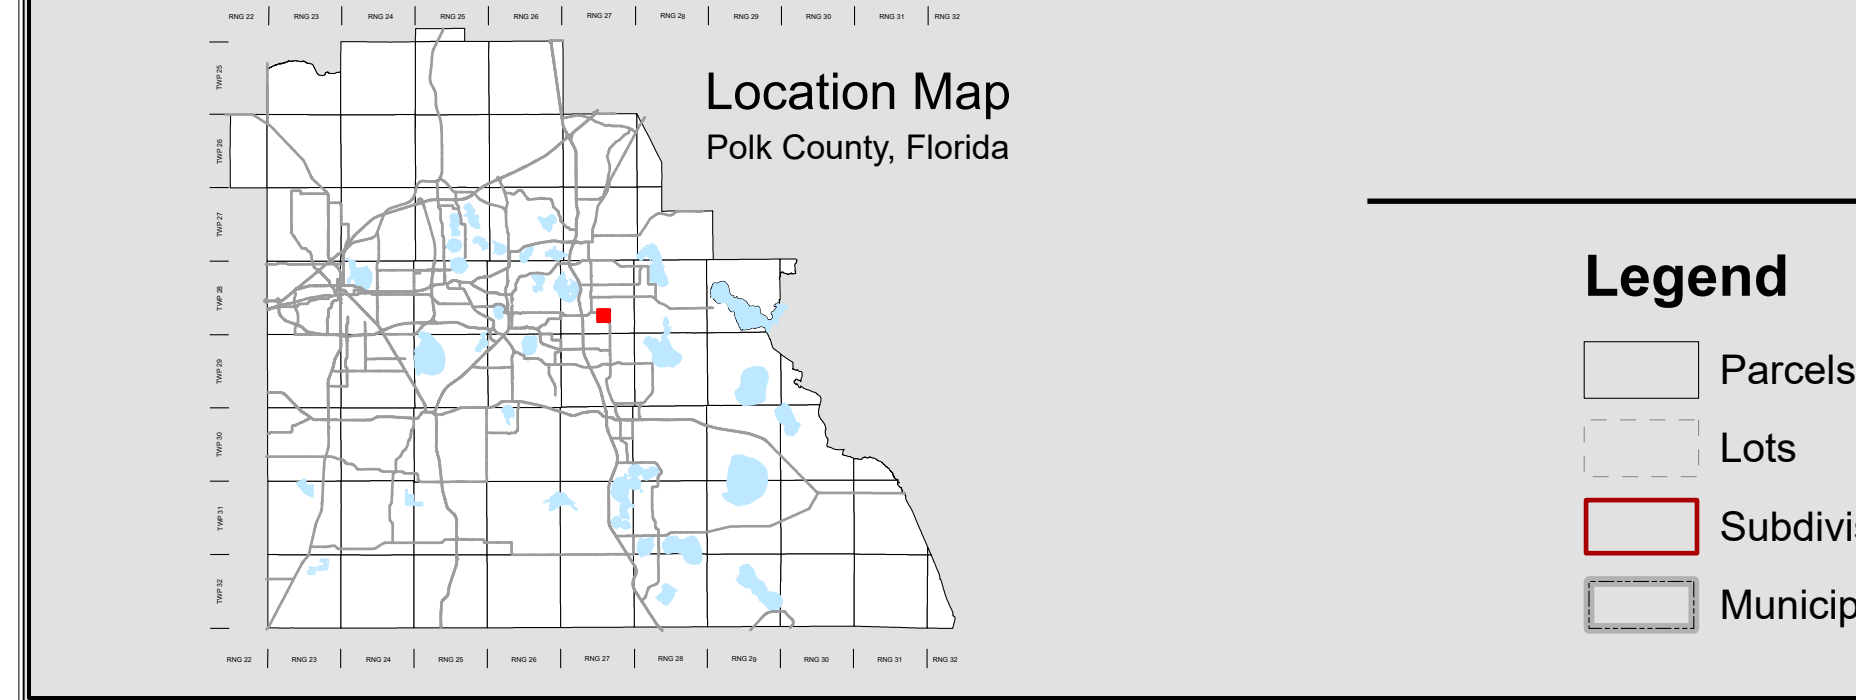 RNG 22 RNG 23 RNG 24 RNG 25 RNG 26 RNG 27 RNG 28 RNG 29 RNG 30 RNG 31 RNG 32
Location Map
Polk County, Florida
TWP 25
TWP 26
TWP 27
TWP 28
TWP 29
TWP 30
TWP 31
TWP 32
RNG 22 RNG 23 RNG 24 RNG 25 RNG 26 RNG 27 RNG 28 RNG 29 RNG 30 RNG 31 RNG 32
Legend
Parcels
Lots
Subdivis
Municip